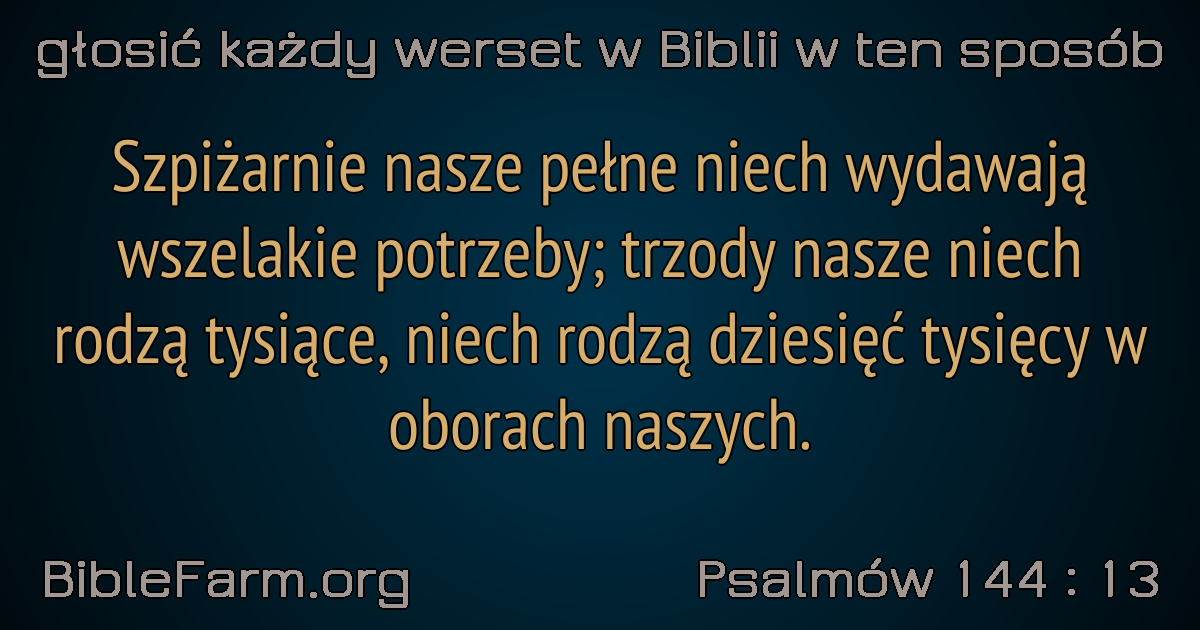 głosić każdy werset w Biblii w ten sposób
Szpiżarnie nasze pełne niech wydawają
wszelakie potrzeby; trzody nasze niech
rodzą tysiące, niech rodzą dziesięć tysięcy w
oborach naszych.
BibleFarm.org
Psalmów 144 : 13